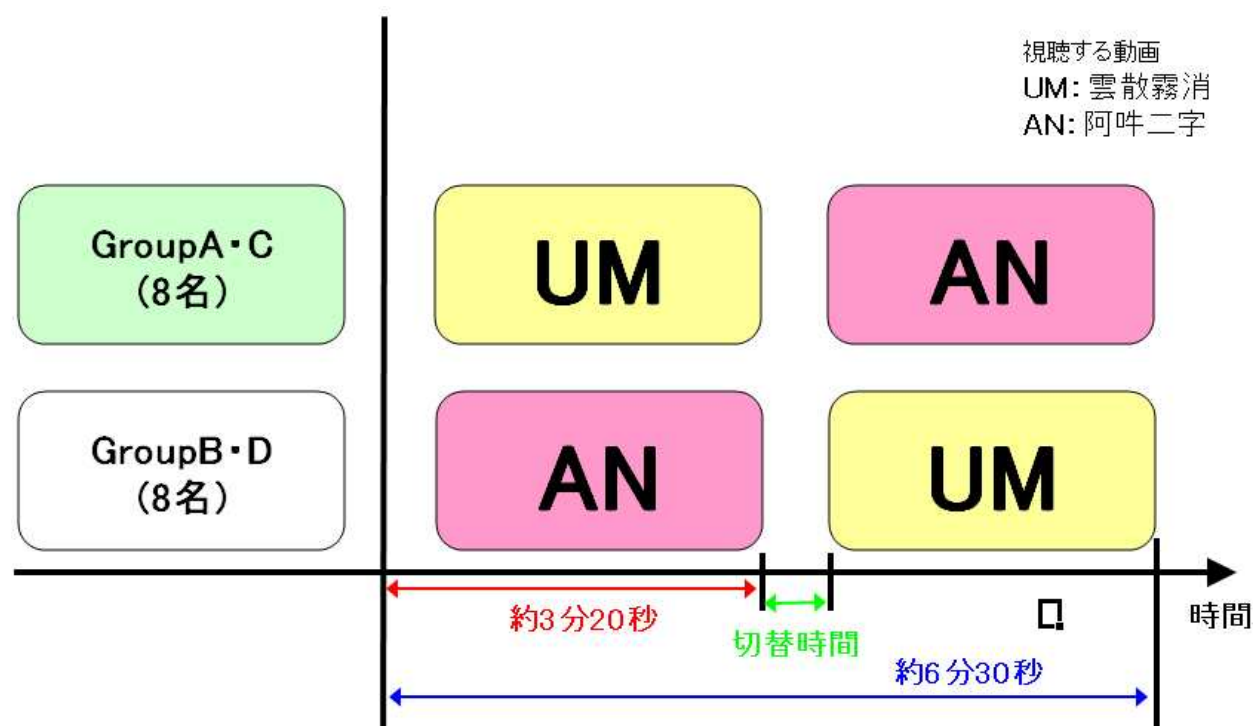 視聴する動画
UM: 雲散霧消
AN: 阿吽二字
GroupA・C
(8名)
UM
AN
GroupB・D
(8名)
AN
UM
約3分20秒
切替時間
時間
約6分30秒